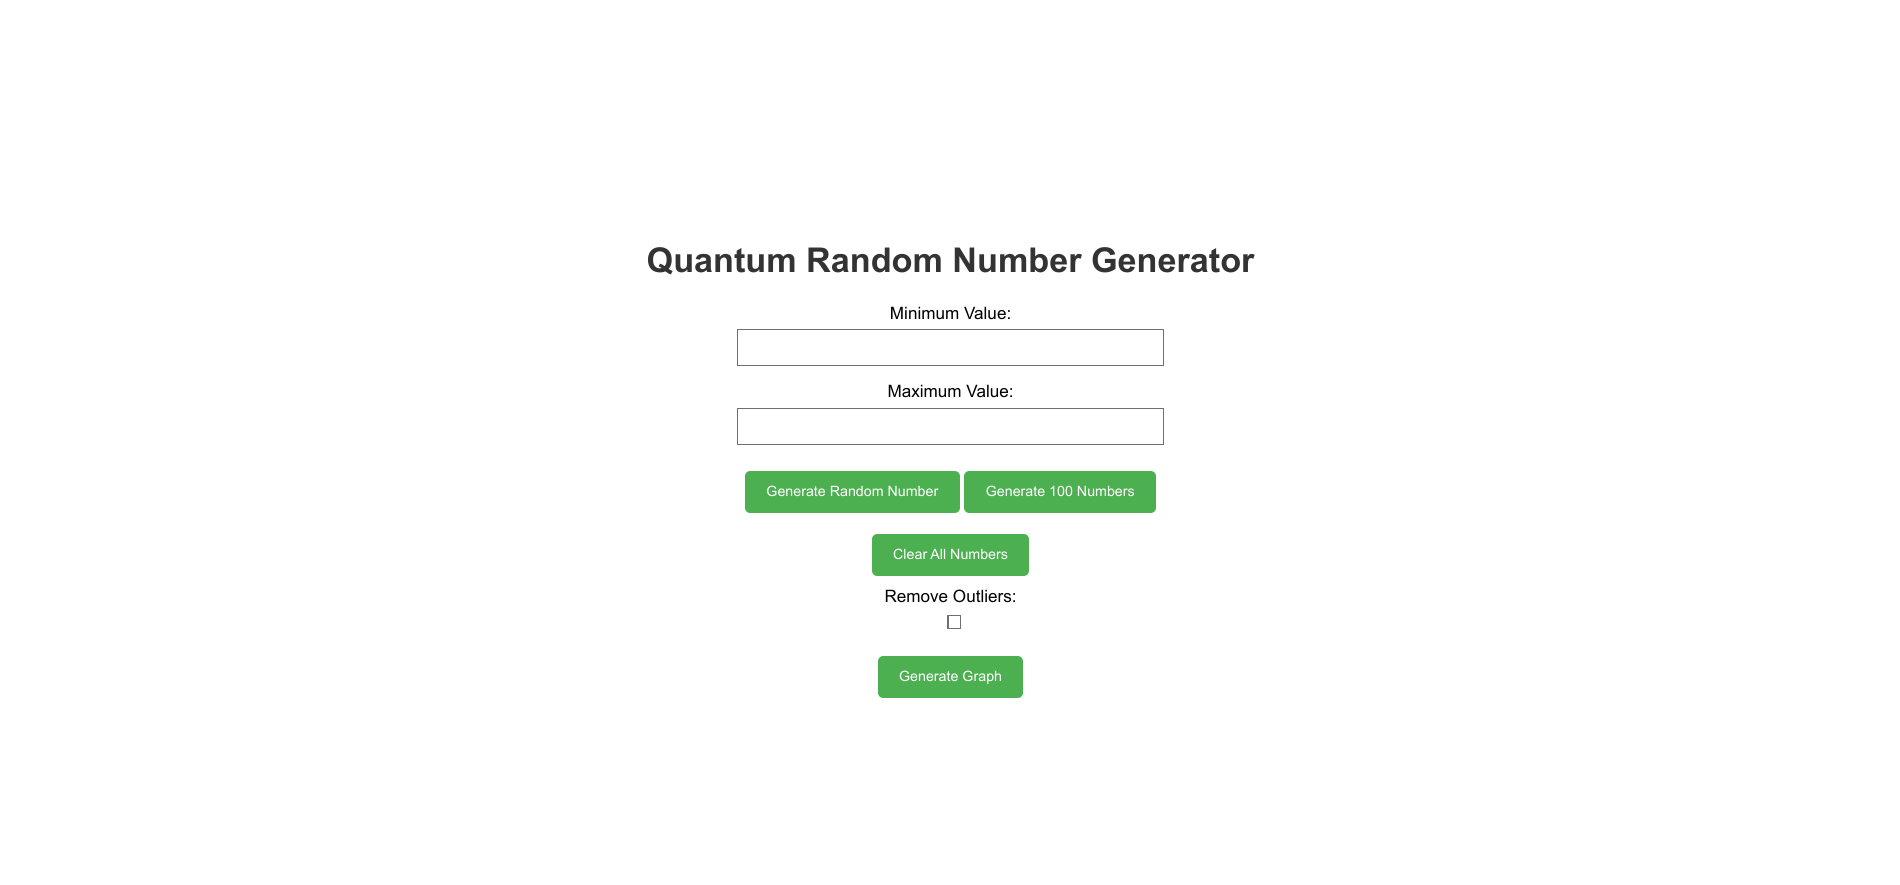 Quantum Random Number Generator
Minimum Value:
Maximum Value:
Generate Random Number Generate 100 Numbers
Clear All Numbers
Remove Outliers:
Generate Graph